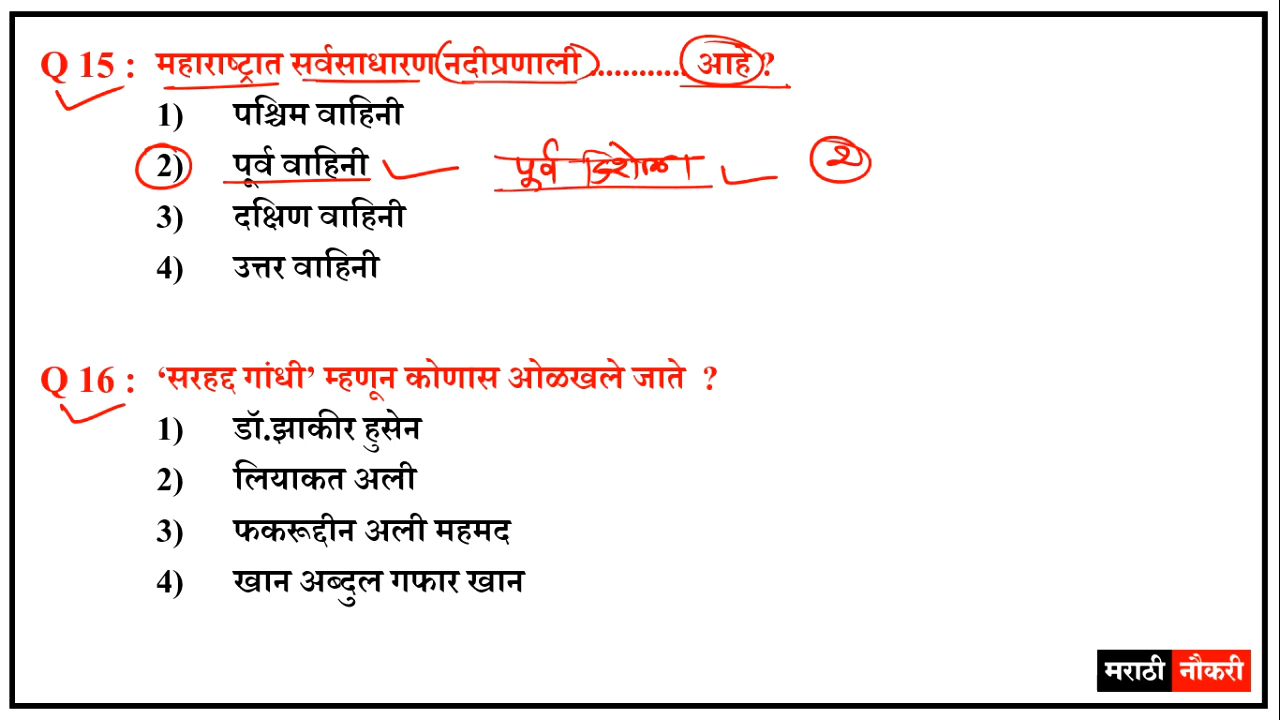 Q 15 : महाराष्ट्रात सर्वसाधारण नदीप्रणाली ........... आहे ?
1) पश्चिम वाहिनी
2) पूर्व वाहिनी पूर्व दिशेला २
3) दक्षिण वाहिनी
4) उत्तर वाहिनी
Q 16 : ‘सरहद्द गांधी’ म्हणून कोणास ओळखले जाते ?
1) डॉ.झाकीर हुसेन
2) लियाकत अली
3) फकरूद्दीन अली महमद
4) खान अब्दुल गफार खान
मराठी नौकरी